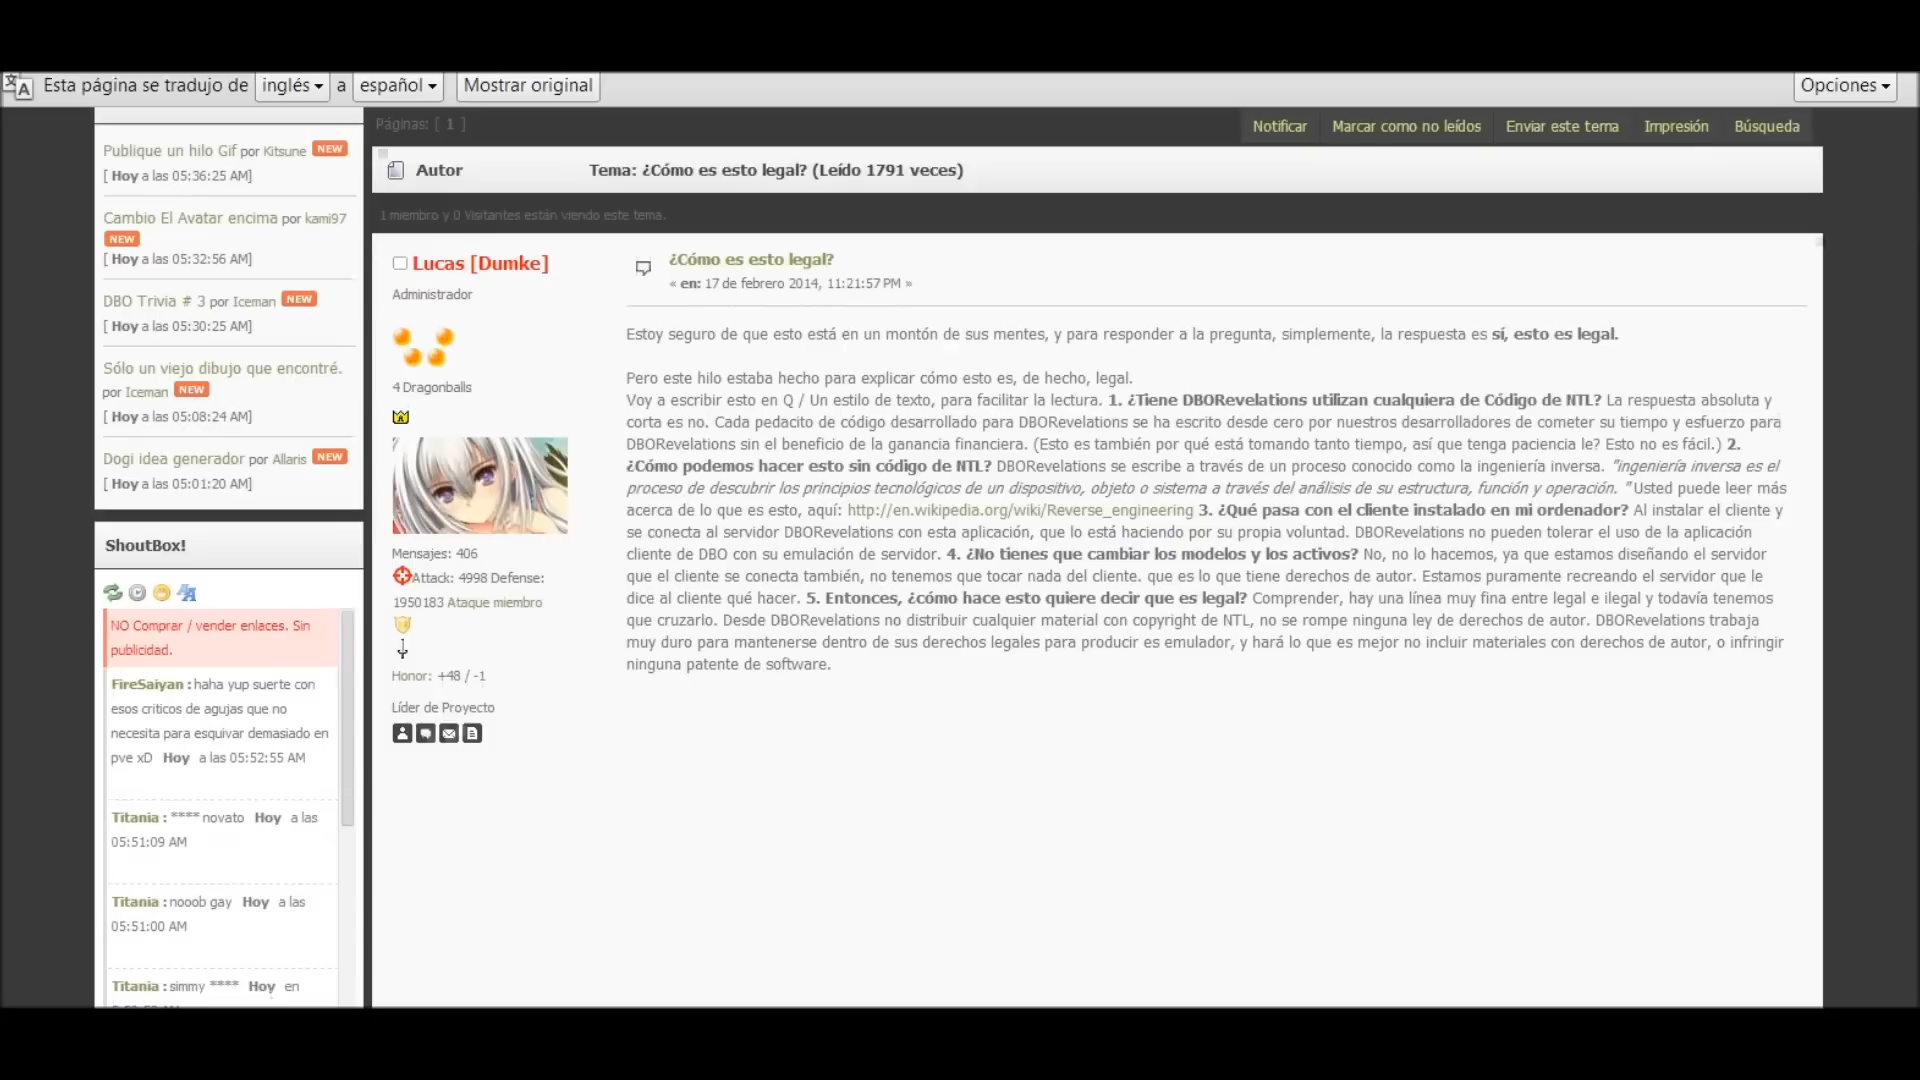 Esta página se tradujo de inglés a español Mostrar original Opciones
Publique un hilo Gif por Kitsune NEW
[ Hoy a las 05:36:25 AM]
Cambio El Avatar encima por kami97
NEW
[ Hoy a las 05:32:56 AM]
DBO Trivia # 3 por Iceman NEW
[ Hoy a las 05:30:25 AM]
Sólo un viejo dibujo que encontré.
por Iceman NEW
[ Hoy a las 05:08:24 AM]
Dogi idea generador por Allaris NEW
[ Hoy a las 05:01:20 AM]
ShoutBox!
NO Comprar / vender enlaces. Sin
publicidad.
FireSaiyan : haha yup suerte con
esos criticos de agujas que no
necesita para esquivar demasiado en
pve xD Hoy a las 05:52:55 AM
Titania : **** novato Hoy a las
05:51:09 AM
Titania : nooob gay Hoy a las
05:51:00 AM
Titania : simmy **** Hoy en
Páginas: [ 1 ]
Notificar Marcar como no leídos Enviar este tema Impresión Búsqueda
Autor Tema: ¿Cómo es esto legal? (Leído 1791 veces)
1 miembro y 0 Visitantes están viendo este tema.
Lucas [Dumke]
Administrador
4 Dragonballs
Mensajes: 406
Attack: 4998 Defense:
1950183 Ataque miembro
Honor: +48 / -1
Líder de Proyecto
¿Cómo es esto legal?
« en: 17 de febrero 2014, 11:21:57 PM »
Estoy seguro de que esto está en un montón de sus mentes, y para responder a la pregunta, simplemente, la respuesta es sí, esto es legal.
Pero este hilo estaba hecho para explicar cómo esto es, de hecho, legal.
Voy a escribir esto en Q / Un estilo de texto, para facilitar la lectura. 1. ¿Tiene DBORevelations utilizan cualquiera de Código de NTL? La respuesta absoluta y
corta es no. Cada pedacito de código desarrollado para DBORevelations se ha escrito desde cero por nuestros desarrolladores de cometer su tiempo y esfuerzo para
DBORevelations sin el beneficio de la ganancia financiera. (Esto es también por qué está tomando tanto tiempo, así que tenga paciencia le? Esto no es fácil.) 2.
¿Cómo podemos hacer esto sin código de NTL? DBORevelations se escribe a través de un proceso conocido como la ingeniería inversa. "ingeniería inversa es el
proceso de descubrir los principios tecnológicos de un dispositivo, objeto o sistema a través del análisis de su estructura, función y operación. " Usted puede leer más
acerca de lo que es esto, aquí: http://en.wikipedia.org/wiki/Reverse_engineering 3. ¿Qué pasa con el cliente instalado en mi ordenador? Al instalar el cliente y
se conecta al servidor DBORevelations con esta aplicación, que lo está haciendo por su propia voluntad. DBORevelations no pueden tolerar el uso de la aplicación
cliente de DBO con su emulación de servidor. 4. ¿No tienes que cambiar los modelos y los activos? No, no lo hacemos, ya que estamos diseñando el servidor
que el cliente se conecta también, no tenemos que tocar nada del cliente. que es lo que tiene derechos de autor. Estamos puramente recreando el servidor que le
dice al cliente qué hacer. 5. Entonces, ¿cómo hace esto quiere decir que es legal? Comprender, hay una línea muy fina entre legal e ilegal y todavía tenemos
que cruzarlo. Desde DBORevelations no distribuir cualquier material con copyright de NTL, no se rompe ninguna ley de derechos de autor. DBORevelations trabaja
muy duro para mantenerse dentro de sus derechos legales para producir es emulador, y hará lo que es mejor no incluir materiales con derechos de autor, o infringir
ninguna patente de software.